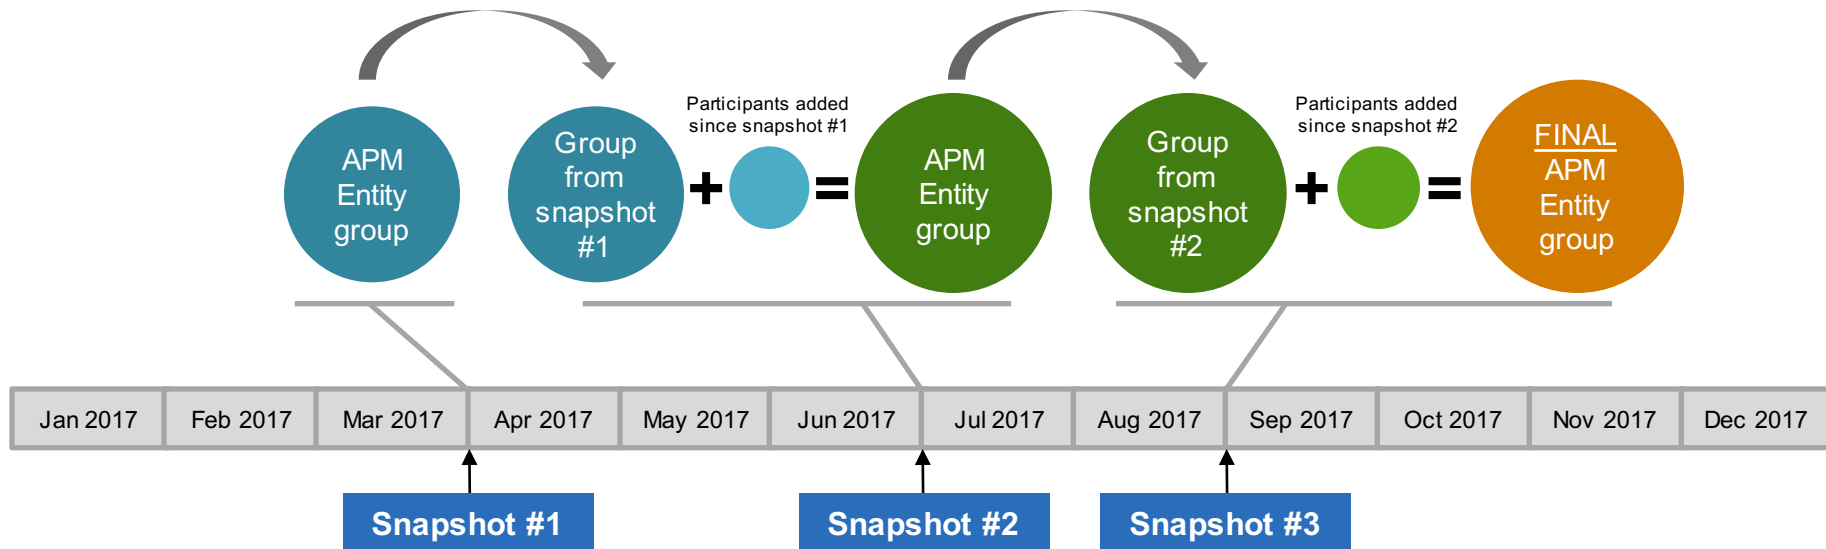 Participants added
since snapshot #1
Participants added
since snapshot #2
APM
Entity
group
Group
from
snapshot
#1
+
=
APM
Entity
group
Group
from
snapshot
#2
+
=
FINAL
APM
Entity
group
Jan 2017
Feb 2017
Mar 2017
Apr 2017
May 2017
Jun 2017
Jul 2017
Aug 2017
Sep 2017
Oct 2017
Nov 2017
Dec 2017
Snapshot #1
Snapshot #2
Snapshot #3